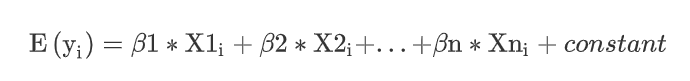 E (yᵢ) = β1 * X1ᵢ + β2 * X2ᵢ+...+βn * Xnᵢ + constant